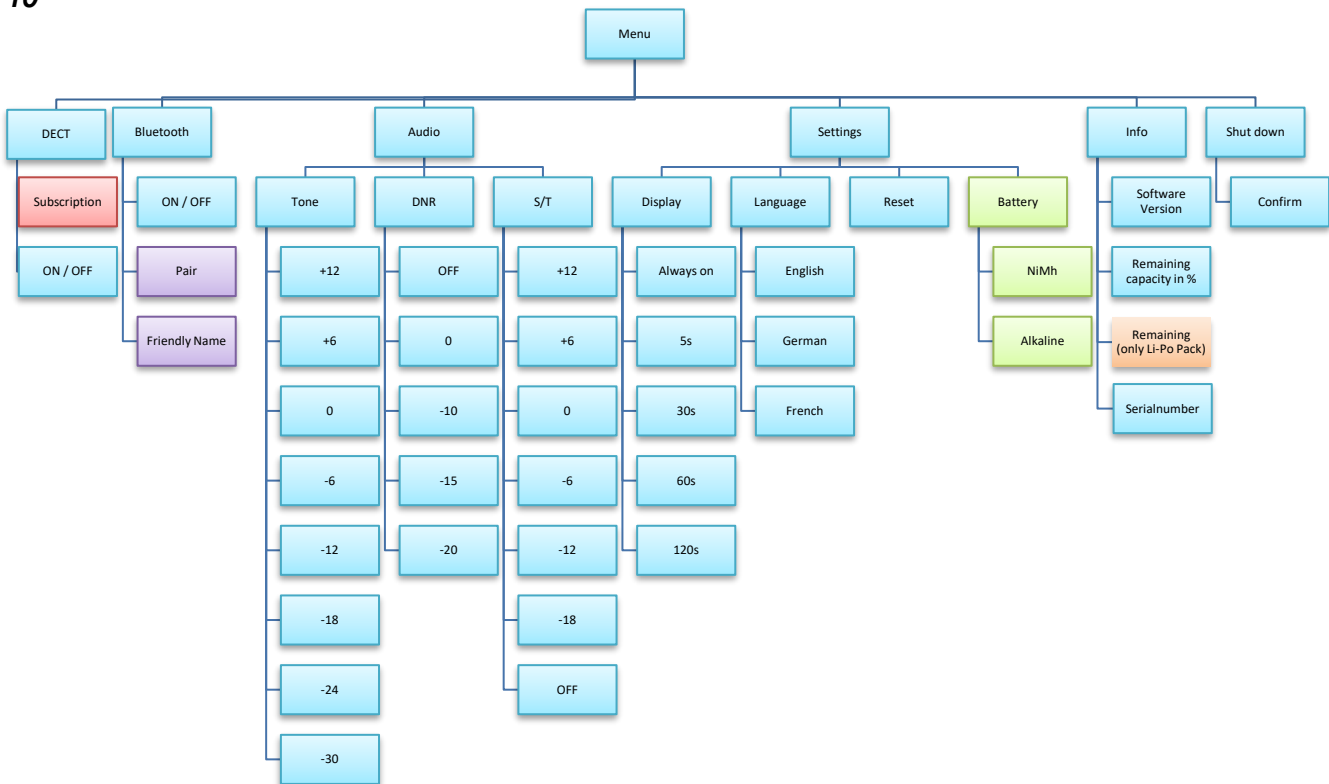 Menu
DECT
Bluetooth
Audio
Settings
Info
Shut down
Subscription
ON / OFF
Tone
DNR
S/T
Display
Language
Reset
Battery
Software
Version
Confirm
ON / OFF
Pair
+12
OFF
+12
Always on
English
NiMh
Remaining
capacity in %
Friendly Name
+6
0
+6
5s
German
Alkaline
Remaining
(only Li-Po Pack)
0
-10
0
30s
French
Serialnumber
-6
-15
-6
60s
-12
-20
-12
120s
-18
-18
-24
OFF
-30